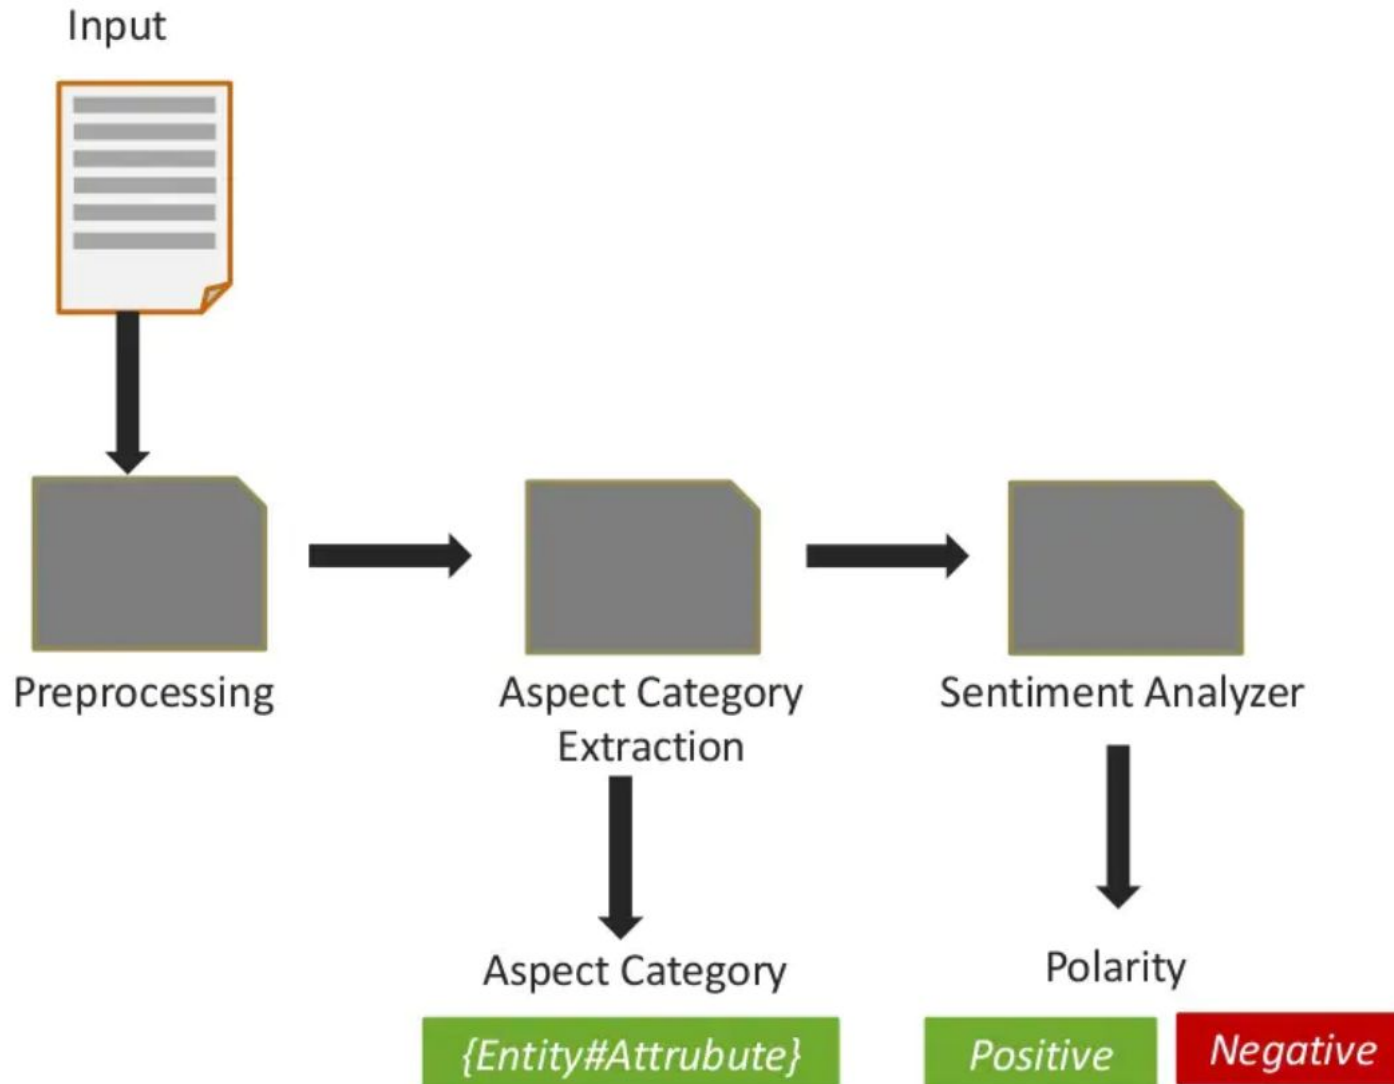 Input
Preprocessing
Aspect Category
Extraction
Sentiment Analyzer
Aspect Category
Polarity
{Entity#Attrubute}
Positive
Negative